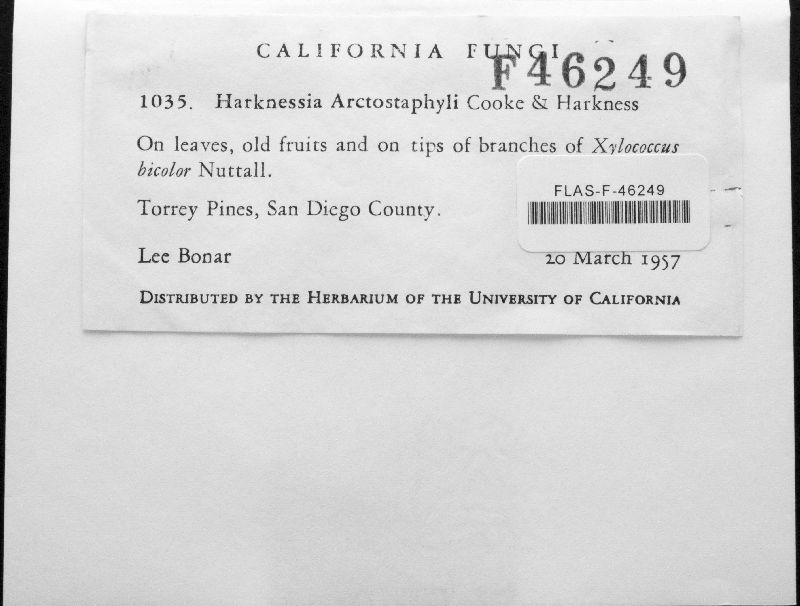 CALIFORNIA FUNGI
F46249
1035. Harknessia Arctostaphyli Cooke & Harkness
On leaves, old fruits and on tips of branches of Xylococcus
bicolor Nuttall.
FLAS-F-46249
Torrey Pines, San Diego County.
Lee Bonar 20 March 1957
DISTRIBUTED BY THE HERBARIUM OF THE UNIVERSITY OF CALIFORNIA